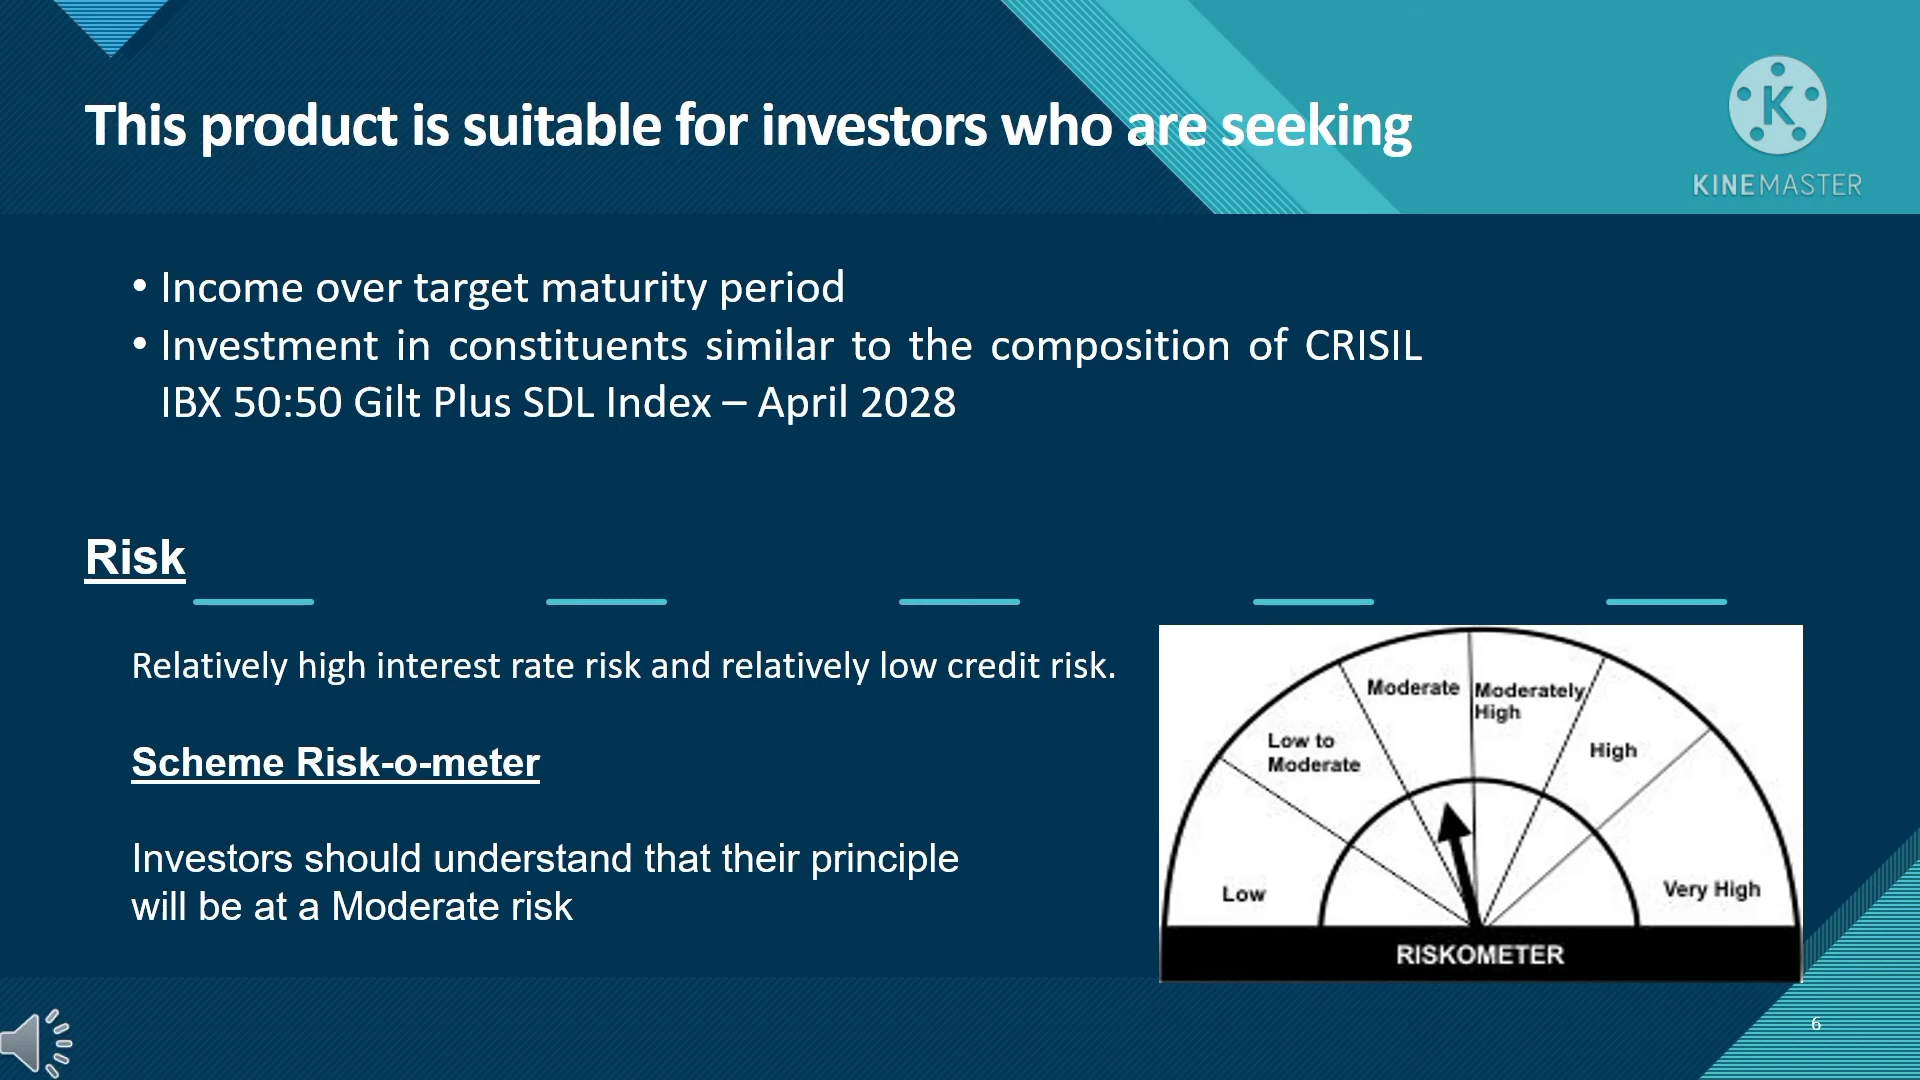 This product is suitable for investors who are seeking
K
KINEMASTER
• Income over target maturity period
• Investment in constituents similar to the composition of CRISIL
IBX 50:50 Gilt Plus SDL Index – April 2028
Risk
Relatively high interest rate risk and relatively low credit risk.
Scheme Risk-o-meter
Investors should understand that their principle
will be at a Moderate risk
Low
Low to
Moderate
Moderate
Moderately
High
High
Very High
RISKOMETER
6